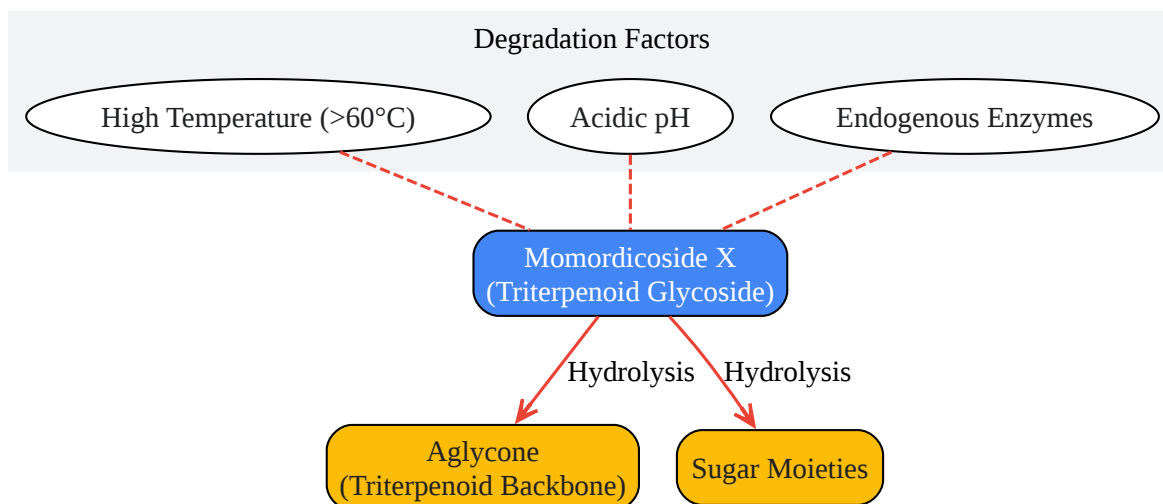 Degradation Factors
High Temperature (>60°C)
Acidic pH
Endogenous Enzymes
Momordicoside X
(Triterpenoid Glycoside)
Hydrolysis
Hydrolysis
Aglycone
(Triterpenoid Backbone)
Sugar Moieties